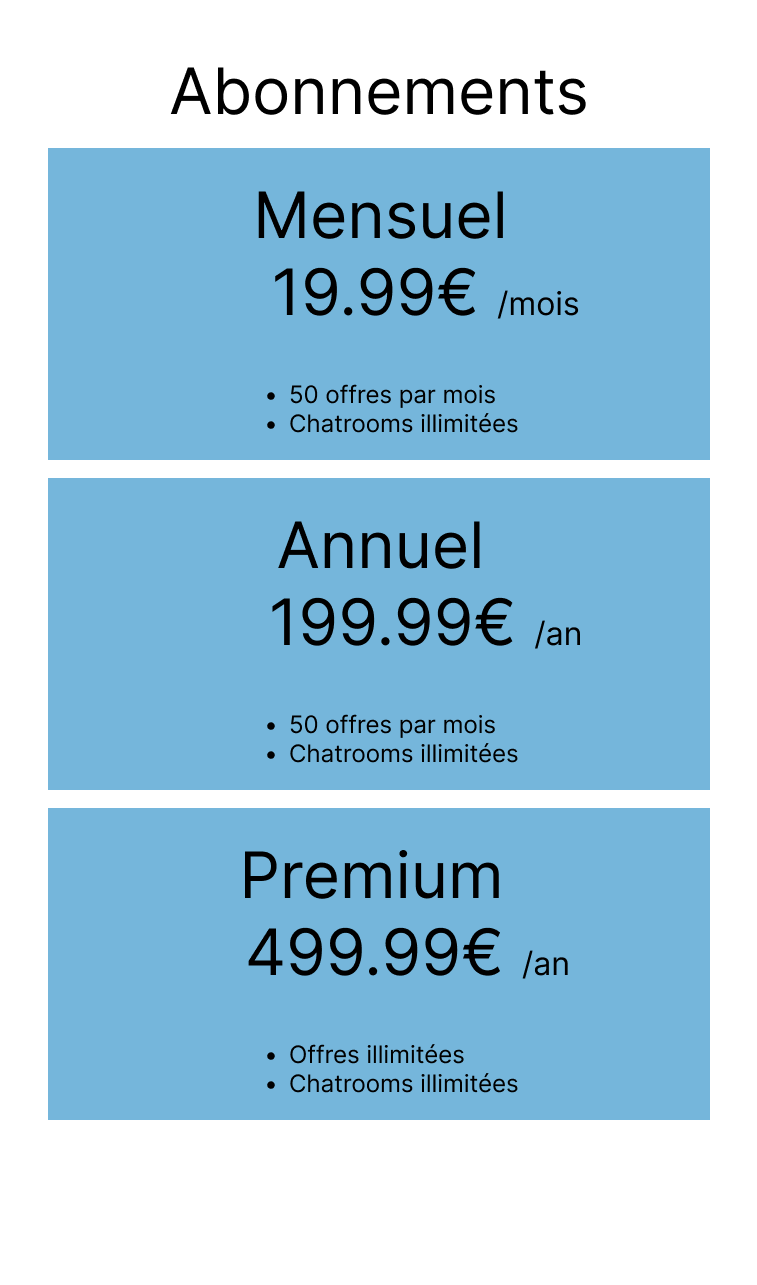 Abonnements
Mensuel
19.99€ /mois
• 50 offres par mois
• Chatrooms illimitées
Annuel
199.99€ /an
• 50 offres par mois
• Chatrooms illimitées
Premium
499.99€ /an
• Offres illimitées
• Chatrooms illimitées